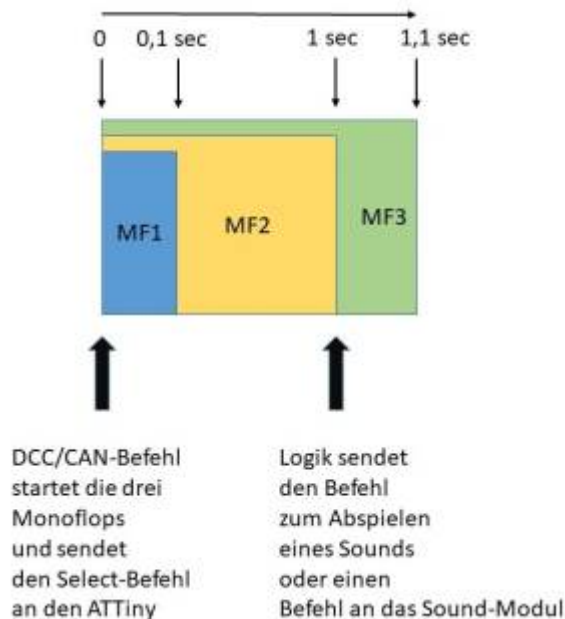 0 0,1 sec 1 sec 1,1 sec
MF1 MF2 MF3
DCC/CAN-Befehl
startet die drei
Monoflops
und sendet
den Select-Befehl
an den ATTiny
Logik sendet
den Befehl
zum Abspielen
eines Sounds
oder einen
Befehl an das Sound-Modul